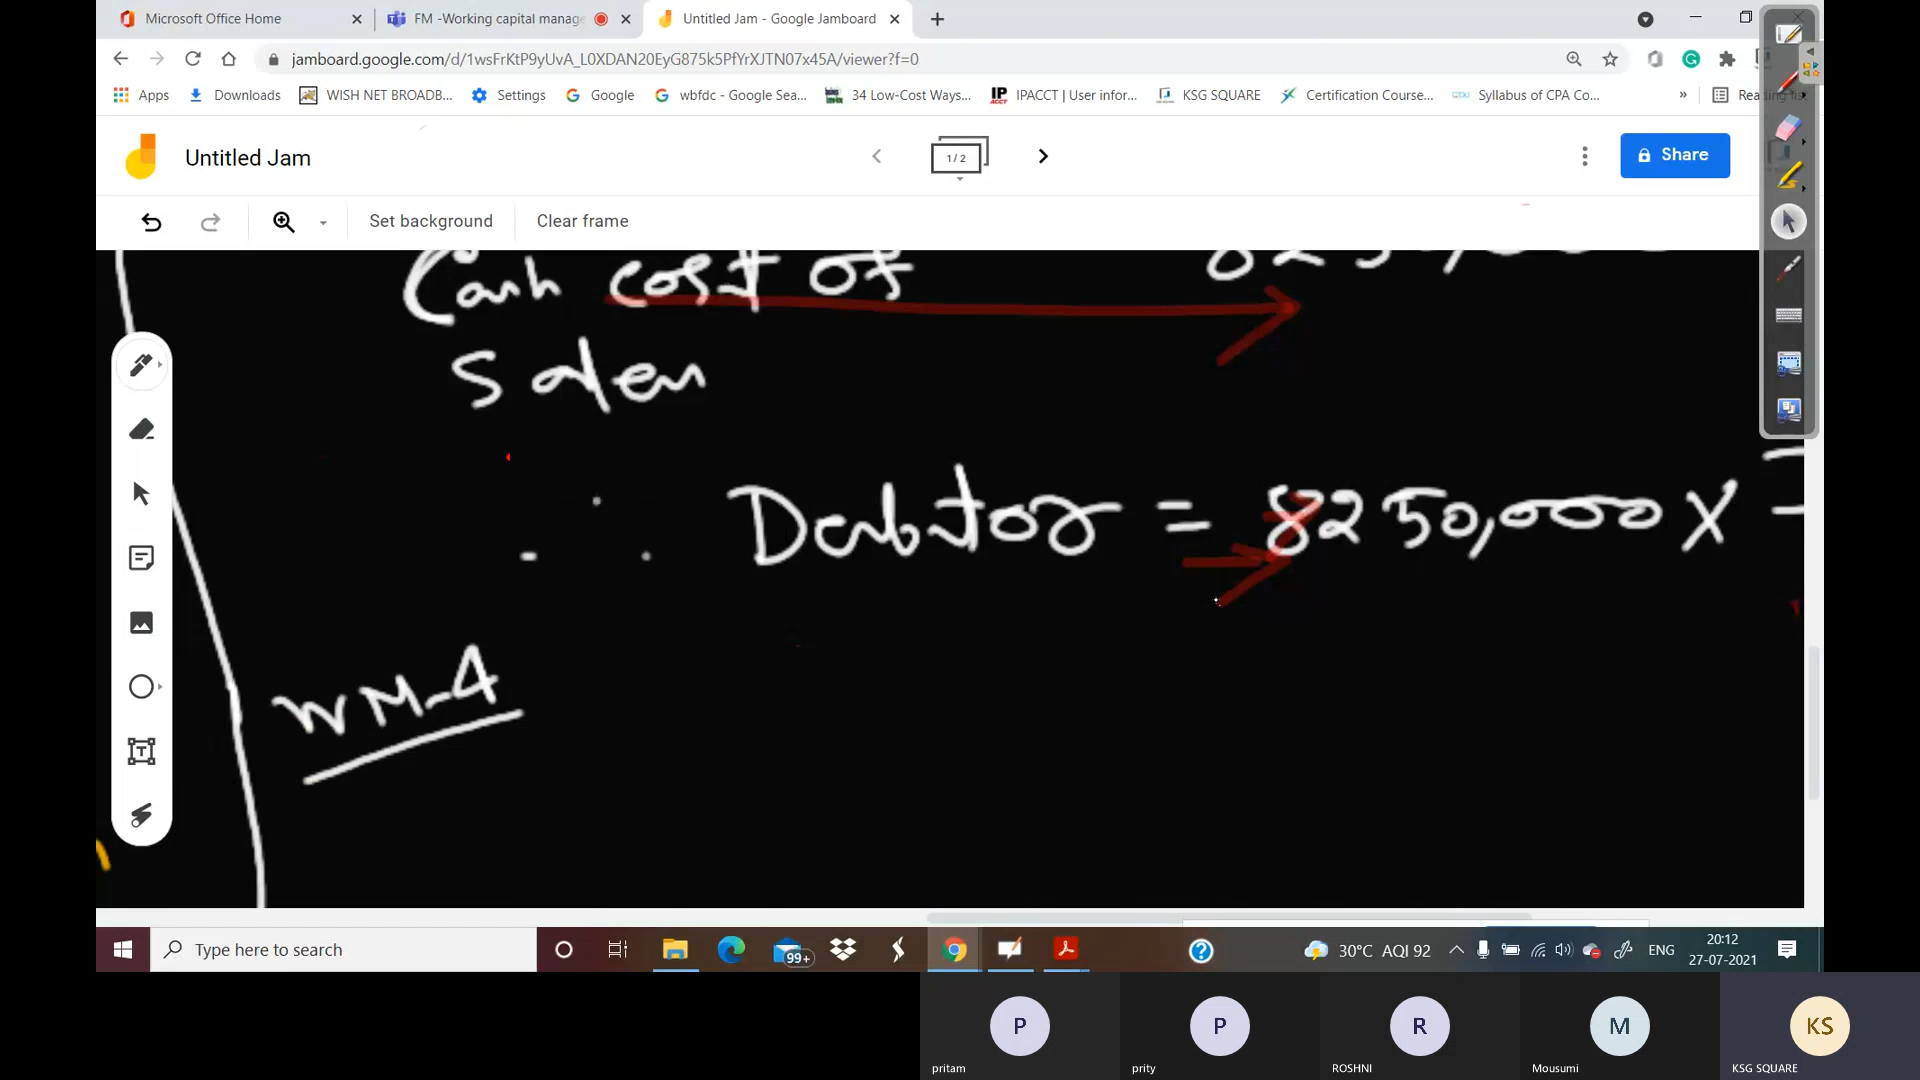 Microsoft Office Home
FM -Working capital manag
Untitled Jam - Google Jamboard
jamboard.google.com/d/1wsFrKtP9yUvA_L0XDAN20EyG875k5PfYrXJTN07x45A/viewer?f=0
Apps
Downloads
WISH NET BROADB...
Settings
Google
wbfdc - Google Sea...
34 Low-Cost Ways...
IP ACCT
IPACCT | User infor...
KSG SQUARE
Certification Course...
Syllabus of CPA Co...
»
Untitled Jam
1 / 2
Share
Set background
Clear frame
Cash cost of
Sales
∴ Debtor = 8250,000 X
WM-4
Type here to search
99+
30°C AQI 92
ENG
20:12
27-07-2021
P
P
R
M
KS
pritam
prity
ROSHNI
Mousumi
KSG SQUARE